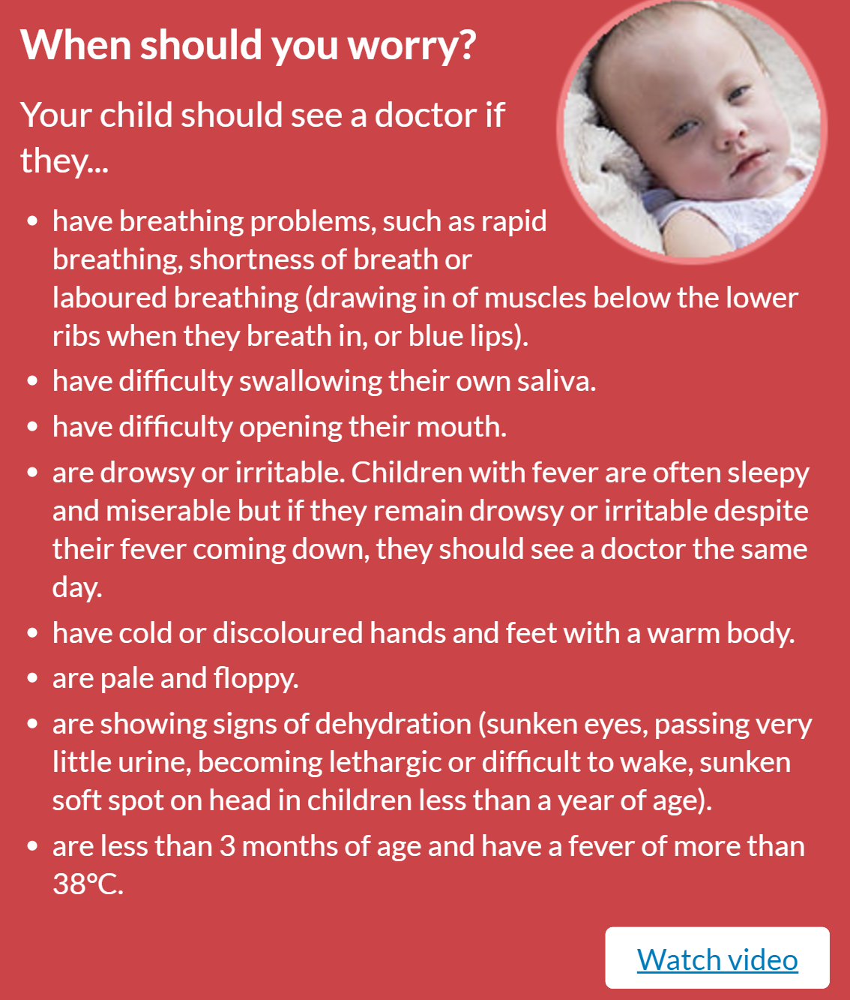 When should you worry?
Your child should see a doctor if
they...
• have breathing problems, such as rapid
breathing, shortness of breath or
laboured breathing (drawing in of muscles below the lower
ribs when they breath in, or blue lips).
• have difficulty swallowing their own saliva.
• have difficulty opening their mouth.
• are drowsy or irritable. Children with fever are often sleepy
and miserable but if they remain drowsy or irritable despite
their fever coming down, they should see a doctor the same
day.
• have cold or discoloured hands and feet with a warm body.
• are pale and floppy.
• are showing signs of dehydration (sunken eyes, passing very
little urine, becoming lethargic or difficult to wake, sunken
soft spot on head in children less than a year of age).
• are less than 3 months of age and have a fever of more than
38°C.
Watch video